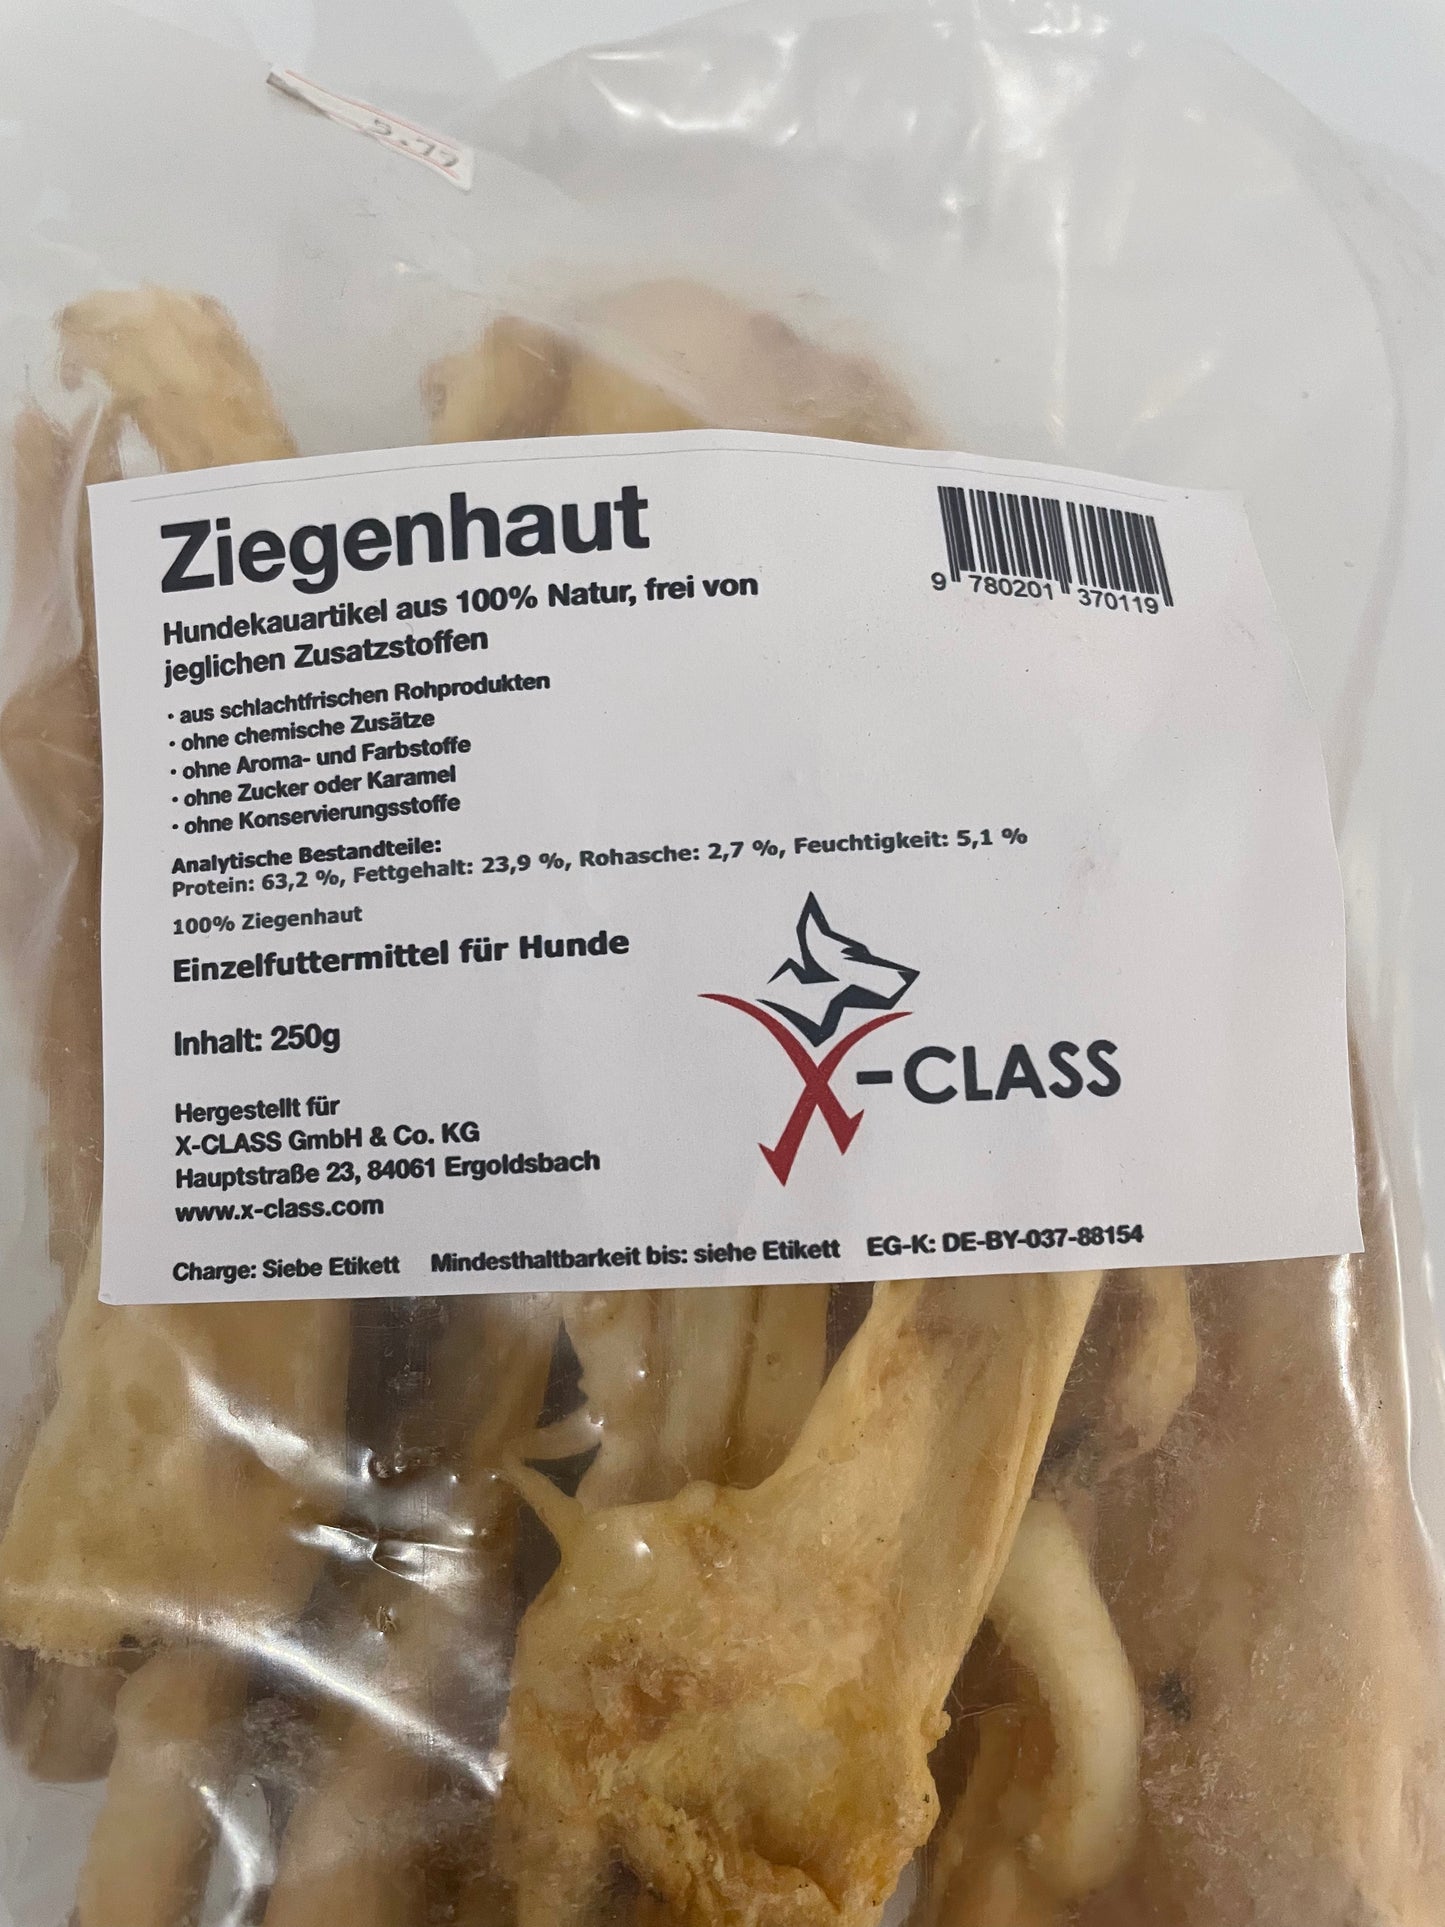 Ziegenhaut
Hundekauartikel aus 100% Natur, frei von
jeglichen Zusatzstoffen
· aus schlachtfrischen Rohprodukten
· ohne chemische Zusätze
· ohne Aroma- und Farbstoffe
· ohne Zucker oder Karamel
· ohne Konservierungsstoffe
Analytische Bestandteile:
Protein: 63,2 %, Fettgehalt: 23,9 %, Rohasche: 2,7 %, Feuchtigkeit: 5,1 %
100% Ziegenhaut
Einzelfuttermittel für Hunde
Inhalt: 250g
Hergestellt für
X-CLASS GmbH & Co. KG
Hauptstraße 23, 84061 Ergoldsbach
www.x-class.com
Charge: Siebe Etikett Mindesthaltbarkeit bis: siehe Etikett EG-K: DE-BY-037-88154
9 780201 370119
X-CLASS